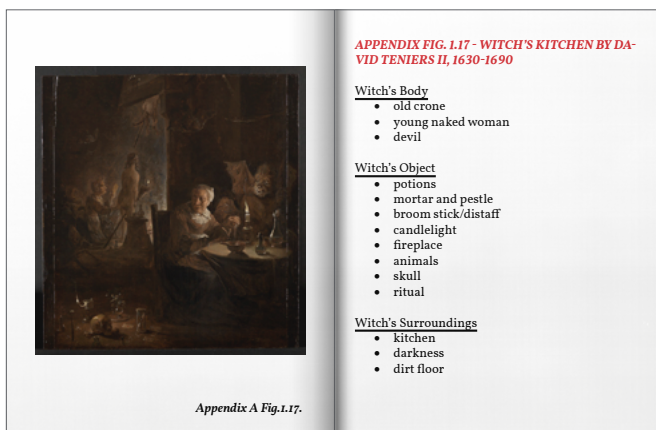 Appendix A Fig.1.17.
APPENDIX FIG. 1.17 - WITCH'S KITCHEN BY DA-
VID TENIERS II, 1630-1690
Witch's Body
• old crone
• young naked woman
• devil
Witch's Object
• potions
• mortar and pestle
• broom stick/distaff
• candlelight
• fireplace
• animals
• skull
• ritual
Witch's Surroundings
• kitchen
• darkness
• dirt floor